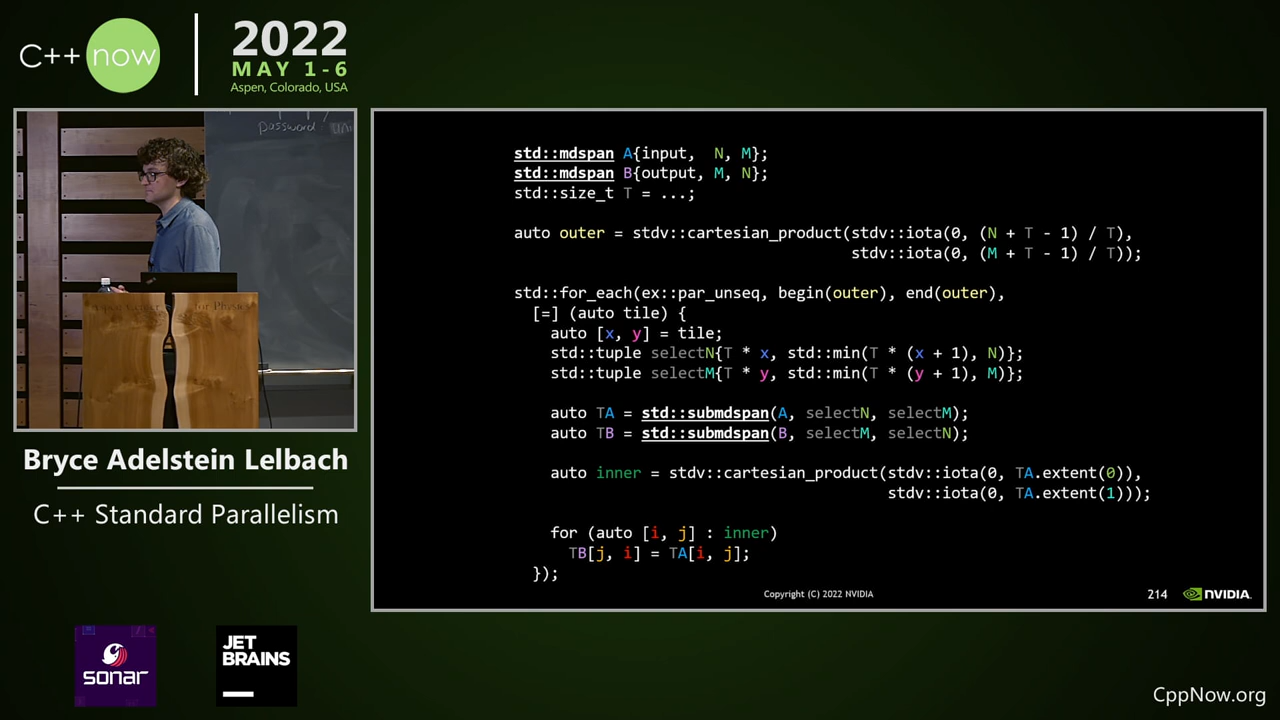 C++ now
2022
MAY 1-6
Aspen, Colorado, USA
password uni
for Physics
Bryce Adelstein Lelbach
C++ Standard Parallelism
sonar
JET
BRAINS
std::mdspan A{input,  N, M};
std::mdspan B{output, M, N};
std::size_t T = ...;
auto outer = stdv::cartesian_product(stdv::iota(0, (N + T - 1) / T),
stdv::iota(0, (M + T - 1) / T));
std::for_each(ex::par_unseq, begin(outer), end(outer),
[=] (auto tile) {
auto [x, y] = tile;
std::tuple selectN{T * x, std::min(T * (x + 1), N)};
std::tuple selectM{T * y, std::min(T * (y + 1), M)};
auto TA = std::submdspan(A, selectN, selectM);
auto TB = std::submdspan(B, selectM, selectN);
auto inner = stdv::cartesian_product(stdv::iota(0, TA.extent(0)),
stdv::iota(0, TA.extent(1)));
for (auto [i, j] : inner)
TB[j, i] = TA[i, j];
});
Copyright (C) 2022 NVIDIA
214
NVIDIA.
CppNow.org